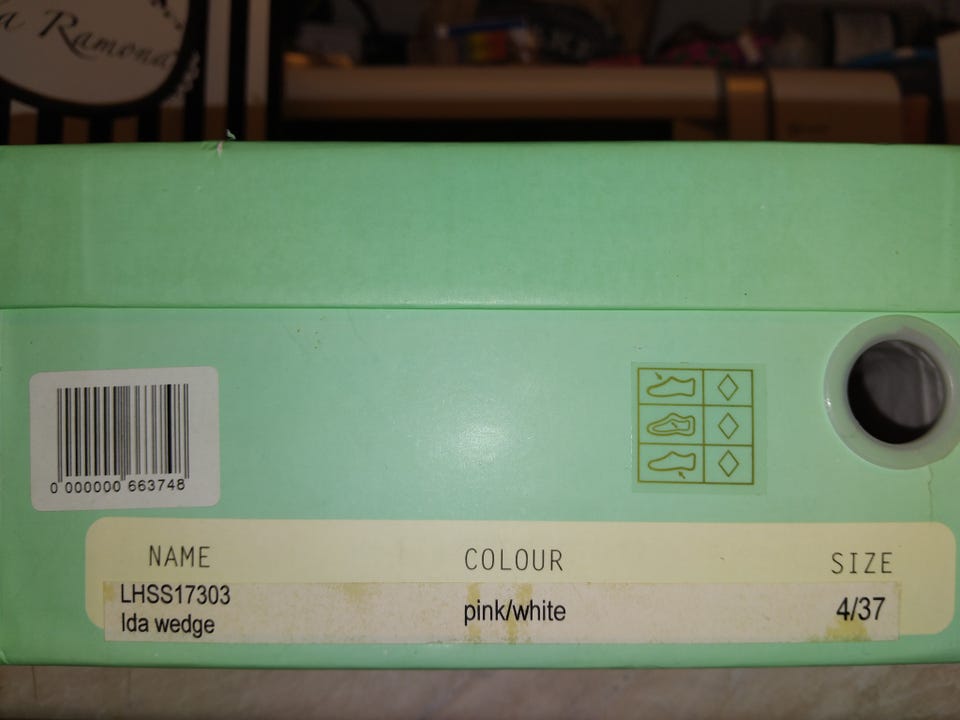 a Ramona
0 000000 663748
NAME COLOUR SIZE
LHSS17303
Ida wedge pink/white 4/37